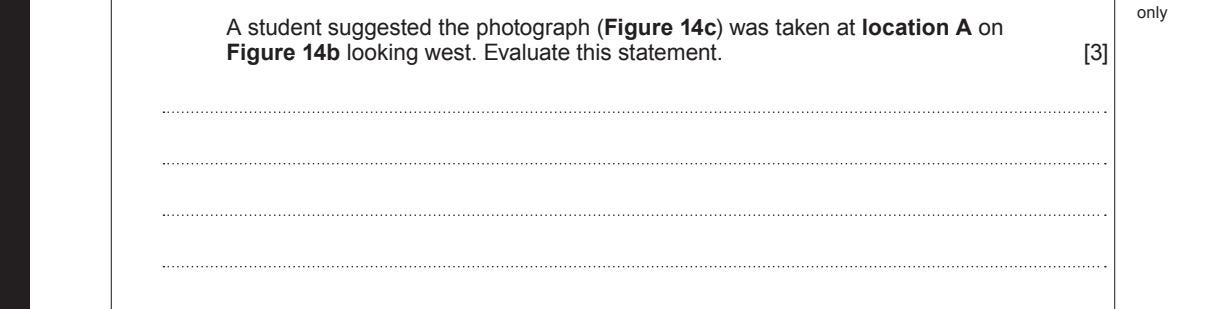 only
A student suggested the photograph (Figure 14c) was taken at location A on
Figure 14b looking west. Evaluate this statement. [3]